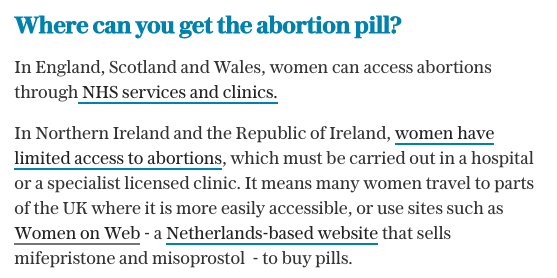 Where can you get the abortion pill?
In England, Scotland and Wales, women can access abortions
through NHS services and clinics.
In Northern Ireland and the Republic of Ireland, women have
limited access to abortions, which must be carried out in a hospital
or a specialist licensed clinic. It means many women travel to parts
of the UK where it is more easily accessible, or use sites such as
Women on Web - a Netherlands-based website that sells
mifepristone and misoprostol - to buy pills.